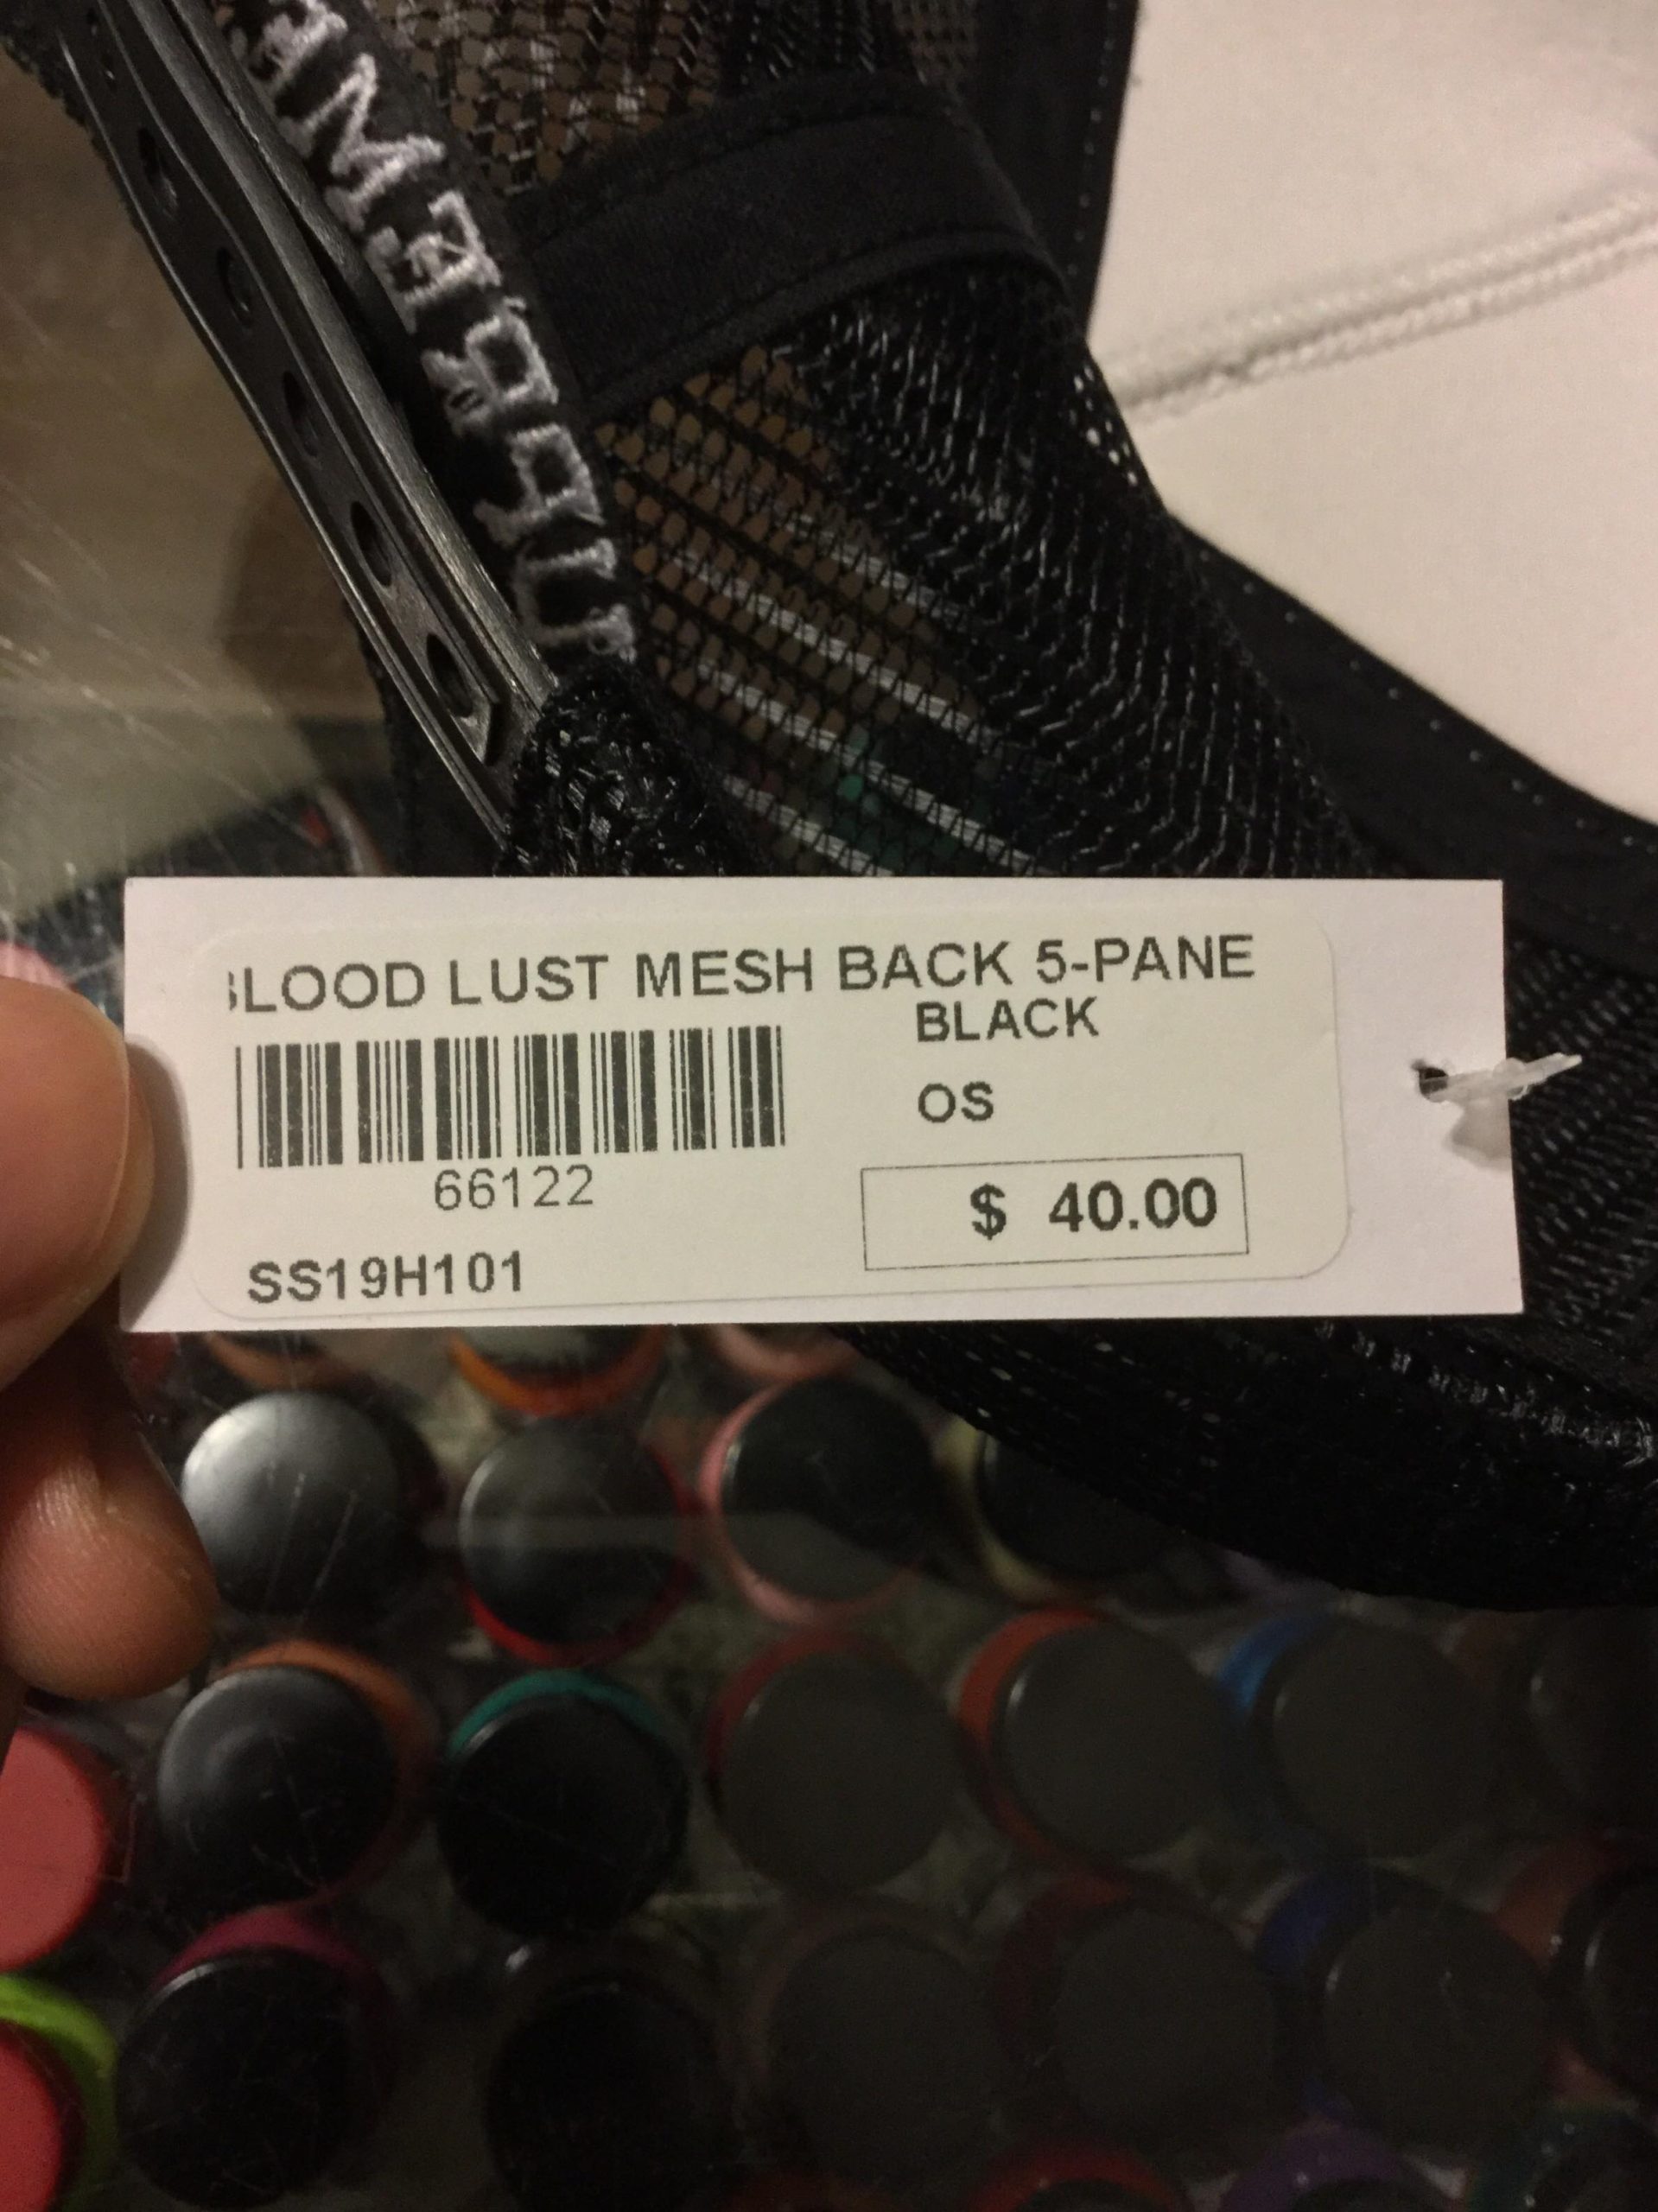 LOOD LUST MESH BACK 5-PANE
BLACK
OS
66122
$ 40.00
SS19H101